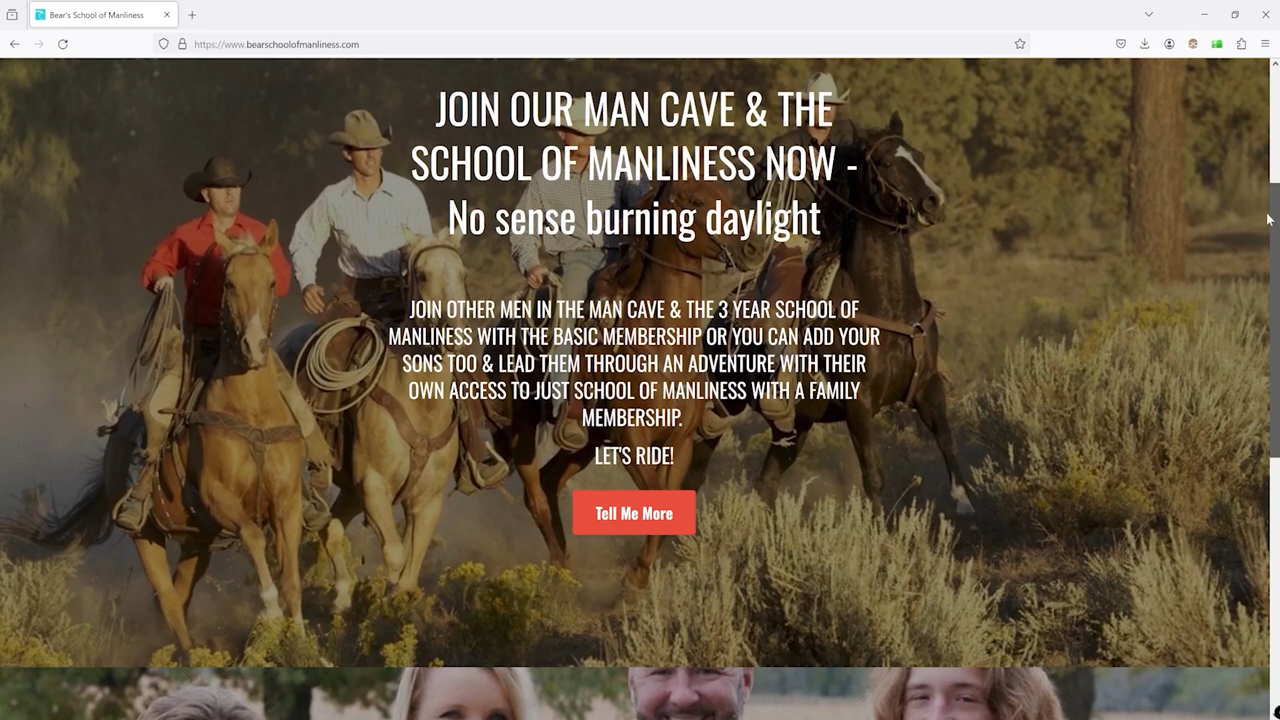 Bear's School of Manliness
https://www.bearschoolofmanliness.com
JOIN OUR MAN CAVE & THE
SCHOOL OF MANLINESS NOW -
No sense burning daylight
JOIN OTHER MEN IN THE MAN CAVE & THE 3 YEAR SCHOOL OF
MANLINESS WITH THE BASIC MEMBERSHIP OR YOU CAN ADD YOUR
SONS TOO & LEAD THEM THROUGH AN ADVENTURE WITH THEIR
OWN ACCESS TO JUST SCHOOL OF MANLINESS WITH A FAMILY
MEMBERSHIP.
LET'S RIDE!
Tell Me More